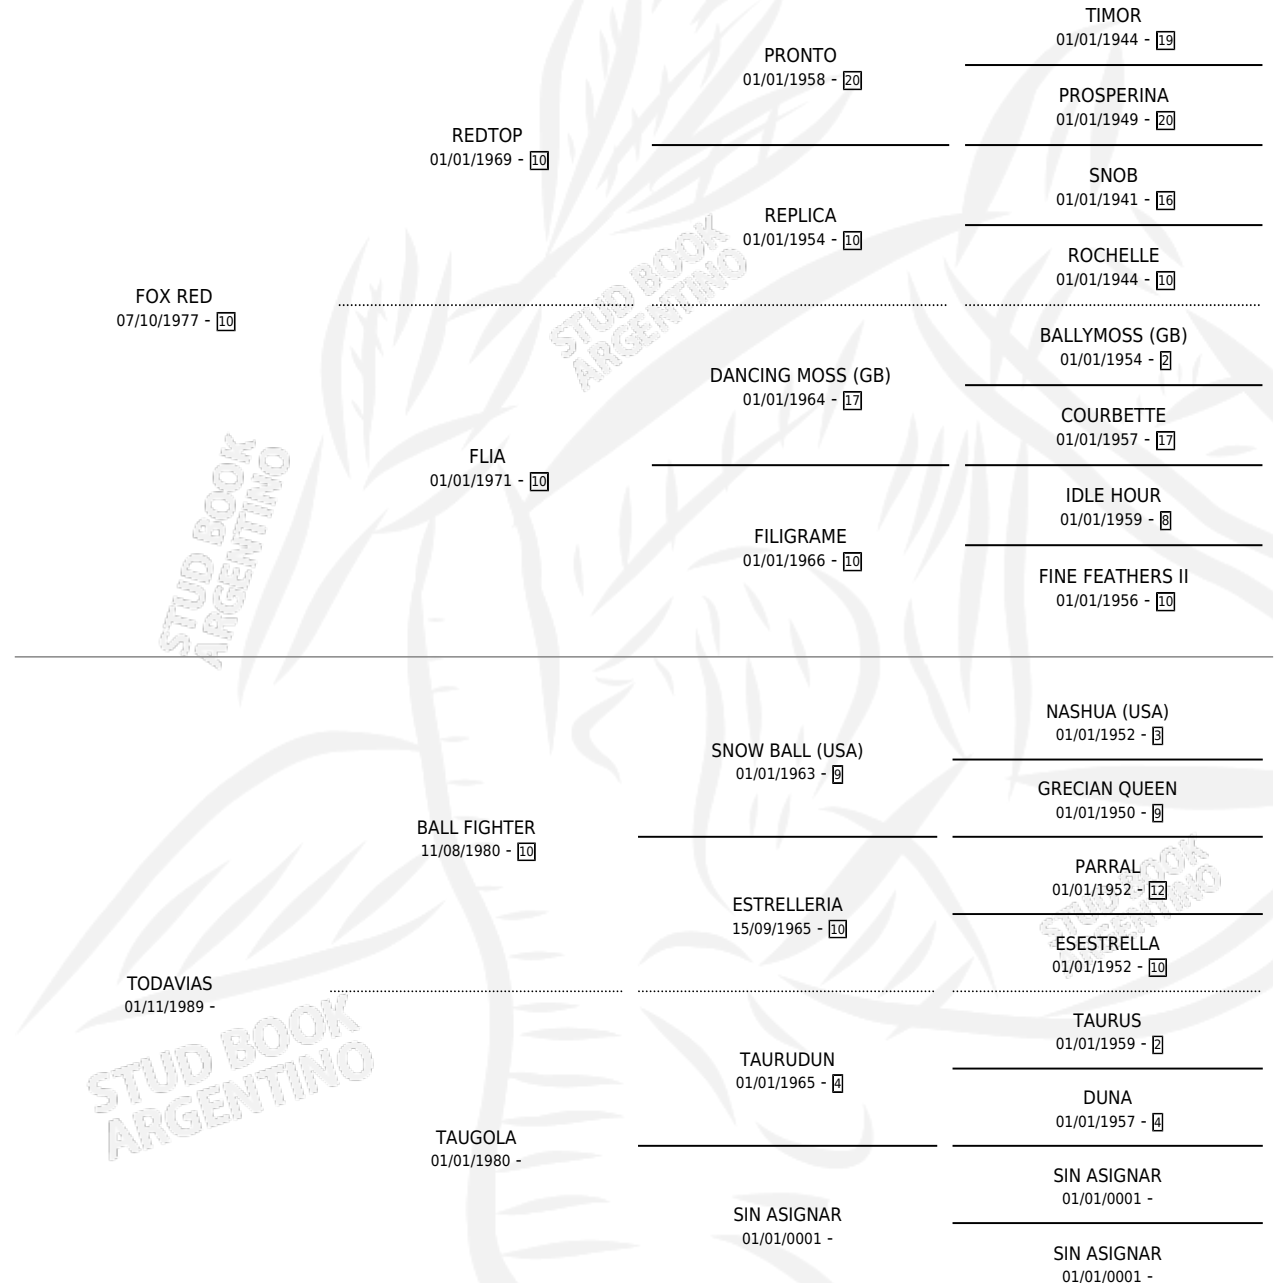 TIMOR
01/01/1944 - 19
PRONTO
01/01/1958 - 20
PROSPERINA
01/01/1949 - 20
REDTOP
01/01/1969 - 10
SNOB
01/01/1941 - 16
REPLICA
01/01/1954 - 10
ROCHELLE
01/01/1944 - 10
FOX RED
07/10/1977 - 10
STUD BOOK
ARGENTINO
BALLYMOSS (GB)
01/01/1954 - 2
DANCING MOSS (GB)
01/01/1964 - 17
COURBETTE
01/01/1957 - 17
FLIA
01/01/1971 - 10
IDLE HOUR
01/01/1959 - 8
FILIGRAME
01/01/1966 - 10
FINE FEATHERS II
01/01/1956 - 10
STUD BOOK
ARGENTINO
NASHUA (USA)
01/01/1952 - 3
SNOW BALL (USA)
01/01/1963 - 9
GRECIAN QUEEN
01/01/1950 - 9
BALL FIGHTER
11/08/1980 - 10
PARRAL
01/01/1952 - 12
ESTRELLERIA
15/09/1965 - 10
ESESTRELLA
01/01/1952 - 10
STUD BOOK
ARGENTINO
TODAVIAS
01/11/1989 -
TAURUS
01/01/1959 - 2
TAURUDUN
01/01/1965 - 4
DUNA
01/01/1957 - 4
STUD BOOK
ARGENTINO
TAUGOLA
01/01/1980 -
SIN ASIGNAR
01/01/0001 -
SIN ASIGNAR
01/01/0001 -
SIN ASIGNAR
01/01/0001 -